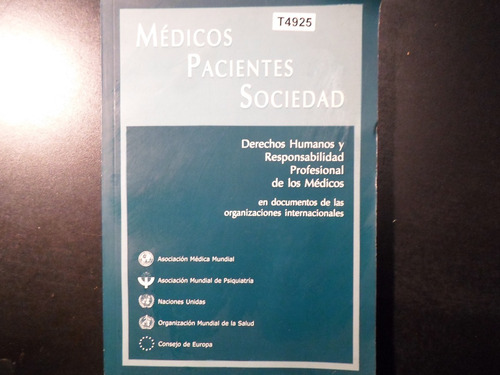 T4925
MÉDICOS
PACIENTES
SOCIEDAD
Derechos Humanos y
Responsabilidad
Profesional
de los Médicos
en documentos de las
organizaciones internacionales
Asociación Médica Mundial
Asociación Mundial de Psiquiatría
Naciones Unidas
Organización Mundial de la Salud
Consejo de Europa